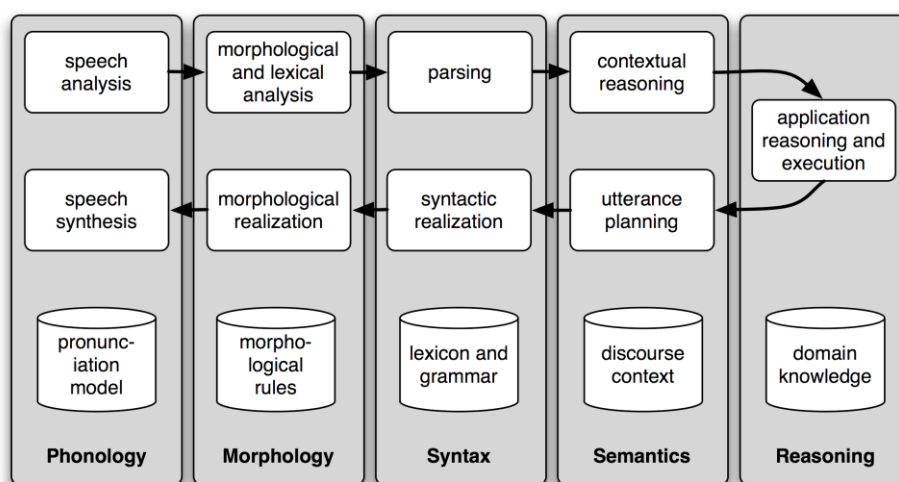 speech
analysis
morphological
and lexical
analysis
parsing
contextual
reasoning
application
reasoning and
execution
speech
synthesis
morphological
realization
syntactic
realization
utterance
planning
pronunc-
iation
model
morpho-
logical
rules
lexicon and
grammar
discourse
context
domain
knowledge
Phonology
Morphology
Syntax
Semantics
Reasoning